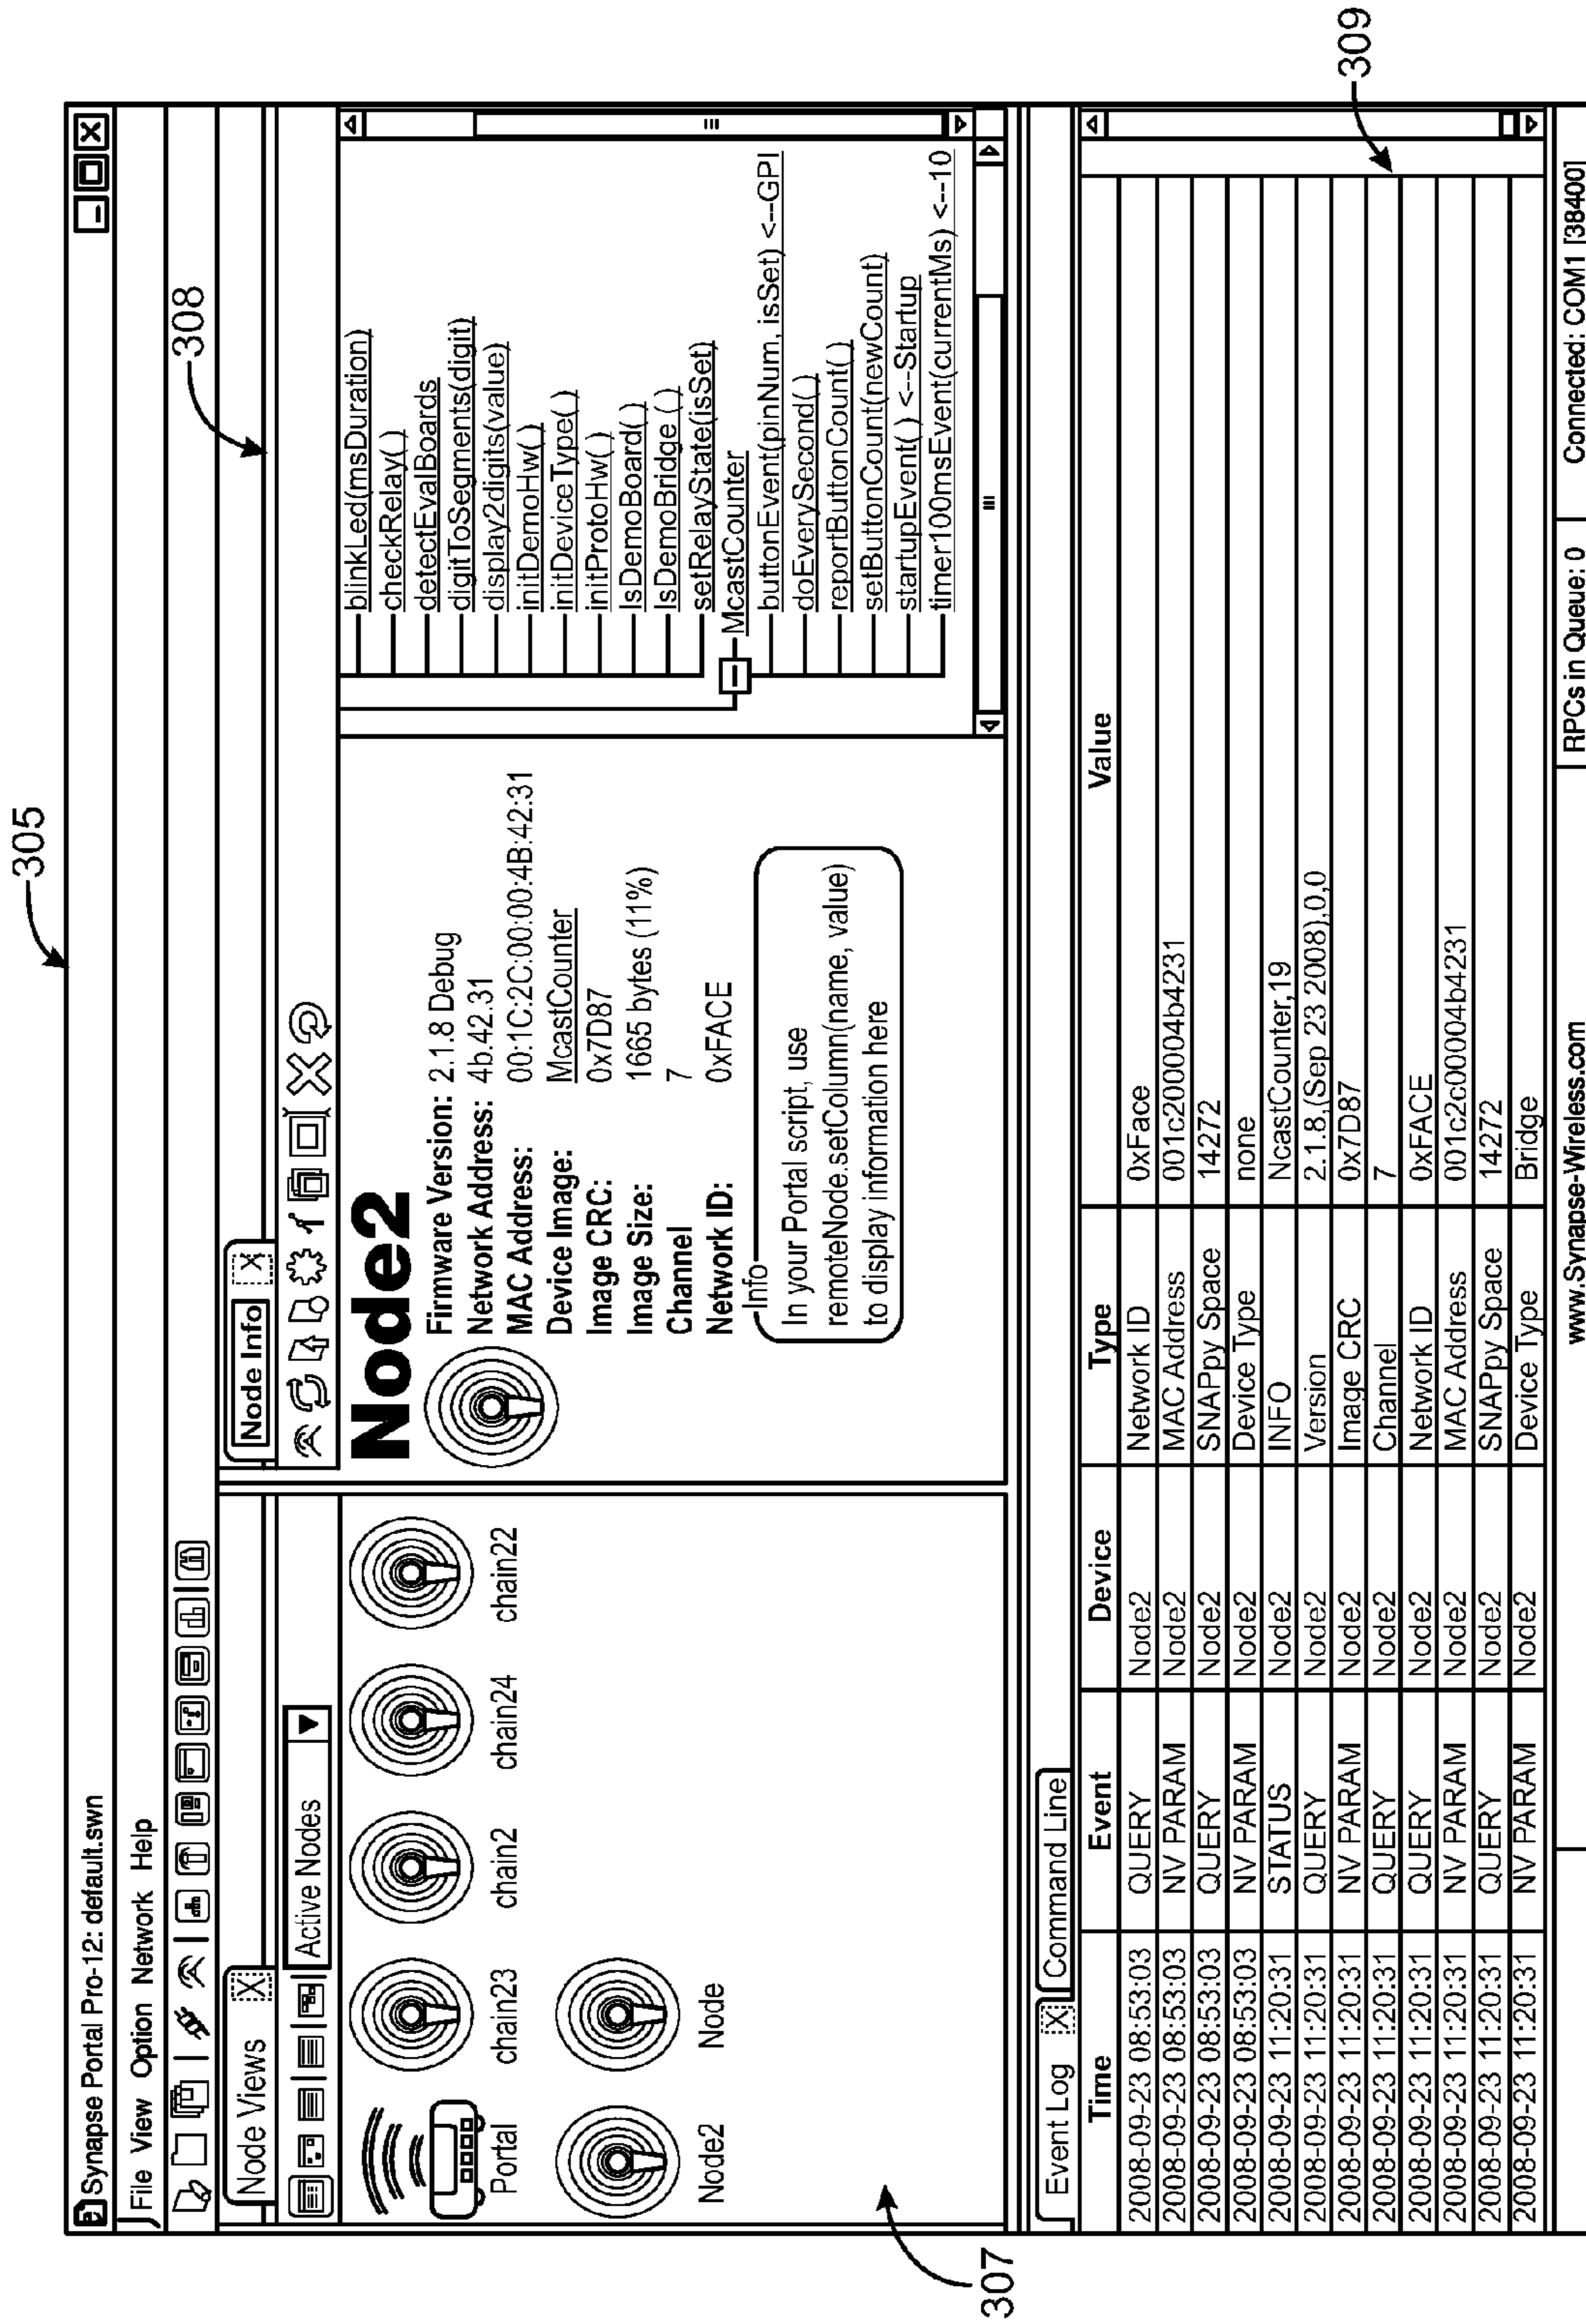 305
Synapse Portal Pro-12: default.swn
File View Option Network Help
308
Node Views X
Active Nodes
Portal
chain23
chain2
chain24
chain22
Node2
Node
307
Node Info X
Node2
Firmware Version: 2.1.8 Debug
Network Address: 4b.42.31
MAC Address: 00:1C:2C:00:00:4B:42:31
Device Image: McastCounter
Image CRC: 0x7D87
Image Size: 1665 bytes (11%)
Channel 7
Network ID: 0xFACE
Info
In your Portal script, use
remoteNode.setColumn(name, value)
to display information here
blinkLed(msDuration)
checkRelay( )
detectEvalBoards
digitToSegments(digit)
display2digits(value)
initDemoHw( )
initDeviceType( )
initProtoHw( )
IsDemoBoard( )
IsDemoBridge ( )
setRelayState(isSet)
McastCounter
buttonEvent(pinNum, isSet) <--GPI
doEverySecond( )
reportButtonCount( )
setButtonCount(newCount)
startupEvent( ) <--Startup
timer100msEvent(currentMs) <--10
Event Log X Command Line
309
Time Event Device Type Value
2008-09-23 08:53:03 QUERY Node2 Network ID 0xFace
2008-09-23 08:53:03 NV PARAM Node2 MAC Address 001c200004b4231
2008-09-23 08:53:03 QUERY Node2 SNAPpy Space 14272
2008-09-23 08:53:03 NV PARAM Node2 Device Type none
2008-09-23 11:20:31 STATUS Node2 INFO NcastCounter,19
2008-09-23 11:20:31 QUERY Node2 Version 2.1.8,(Sep 23 2008),0,0
2008-09-23 11:20:31 NV PARAM Node2 Image CRC 0x7D87
2008-09-23 11:20:31 QUERY Node2 Channel 7
2008-09-23 11:20:31 QUERY Node2 Network ID 0xFACE
2008-09-23 11:20:31 NV PARAM Node2 MAC Address 001c2c00004b4231
2008-09-23 11:20:31 QUERY Node2 SNAPpy Space 14272
2008-09-23 11:20:31 NV PARAM Node2 Device Type Bridge
www.Synapse-Wireless.com RPCs in Queue: 0 Connected: COM1 [38400]